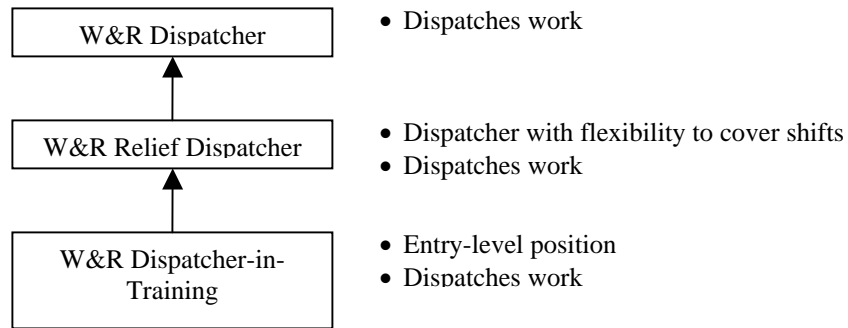 W&R Dispatcher
• Dispatches work
W&R Relief Dispatcher
• Dispatcher with flexibility to cover shifts
• Dispatches work
W&R Dispatcher-in-
Training
• Entry-level position
• Dispatches work